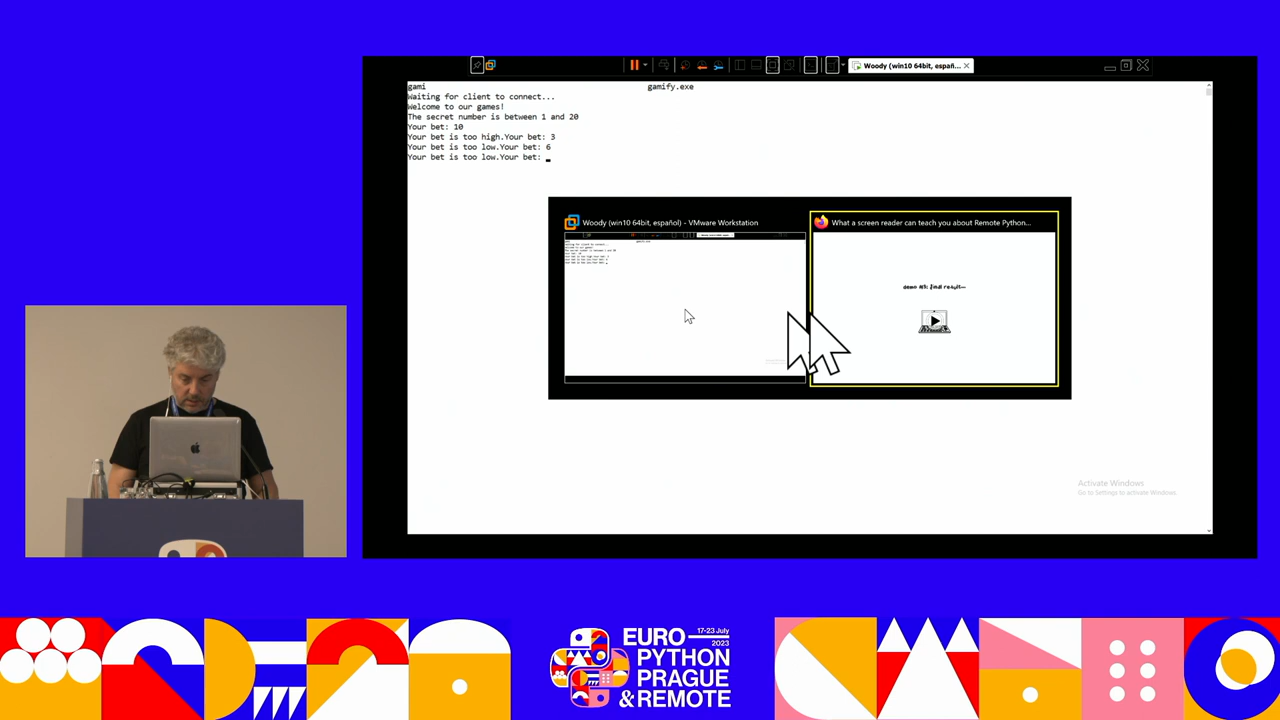 Woody (win10 64bit, españ...
gami gamify.exe
Waiting for client to connect...
Welcome to our games!
The secret number is between 1 and 20
Your bet: 10
Your bet is too high.Your bet: 3
Your bet is too low.Your bet: 6
Your bet is too low.Your bet:
Woody (win10 64bit, español) - VMware Workstation
What a screen reader can teach you about Remote Python...
demo №3: final result...
Activate Windows
Go to Settings to activate Windows.
EURO
17-23 July
2023
PYTHON
PRAGUE
& REMOTE